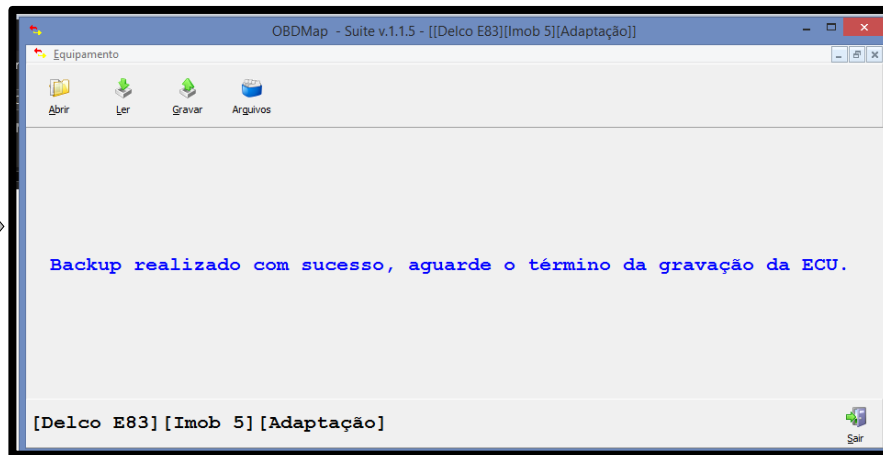 OBDMap - Suite v.1.1.5 - [[Delco E83][Imob 5][Adaptação]]
Equipamento
Abrir Ler Gravar Arquivos
Backup realizado com sucesso, aguarde o término da gravação da ECU.
[Delco E83][Imob 5][Adaptação]
Sair